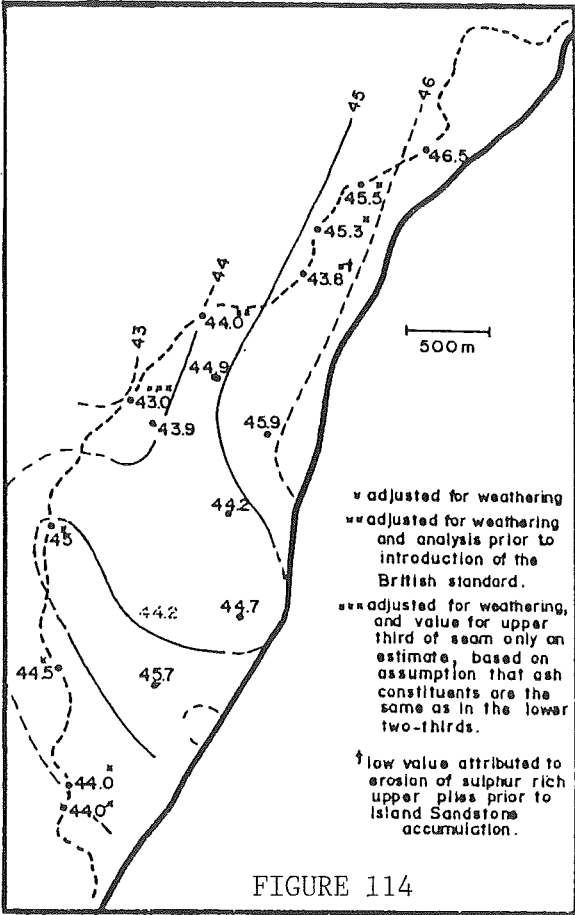 45
46
46.5
45.5*
45.3*
43.8*†
44
44.0**
500m
43
44.9
43.0***
43.9
45.9
44.2
45*
44.2
44.7
44.5*
45.7
44.0*
44.0*
* adjusted for weathering
** adjusted for weathering
and analysis prior to
introduction of the
British standard.
*** adjusted for weathering,
and value for upper
third of seam only an
estimate, based on
assumption that ash
constituents are the
same as in the lower
two-thirds.
† low value attributed to
erosion of sulphur rich
upper plies prior to
Island Sandstone
accumulation.
FIGURE 114